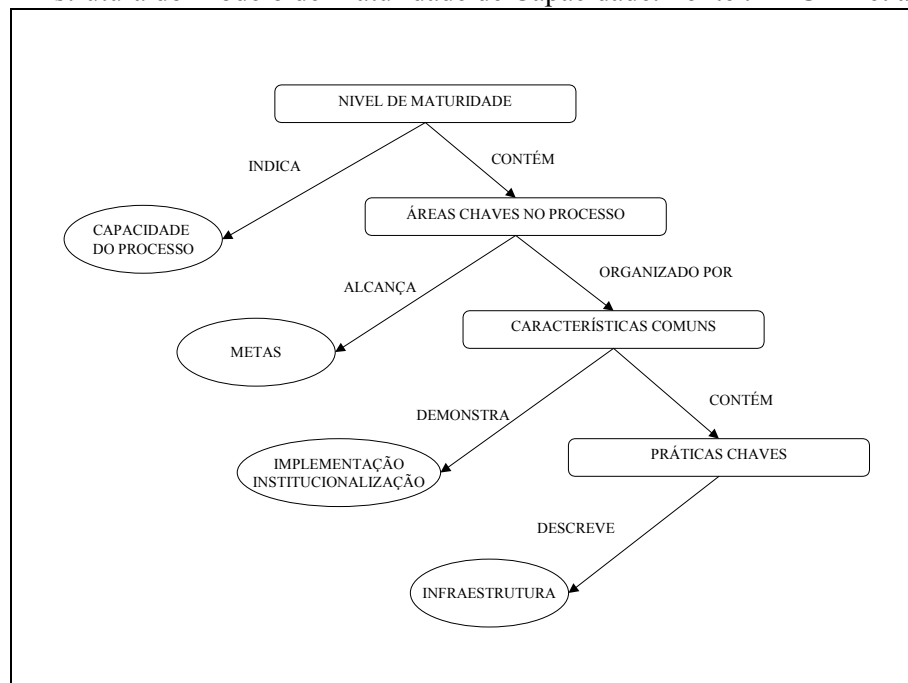 NIVEL DE MATURIDADE
INDICA
CONTÉM
CAPACIDADE
DO PROCESSO
ÁREAS CHAVES NO PROCESSO
ALCANÇA
ORGANIZADO POR
METAS
CARACTERÍSTICAS COMUNS
DEMONSTRA
CONTÉM
IMPLEMENTAÇÃO
INSTITUCIONALIZAÇÃO
PRÁTICAS CHAVES
DESCREVE
INFRAESTRUTURA